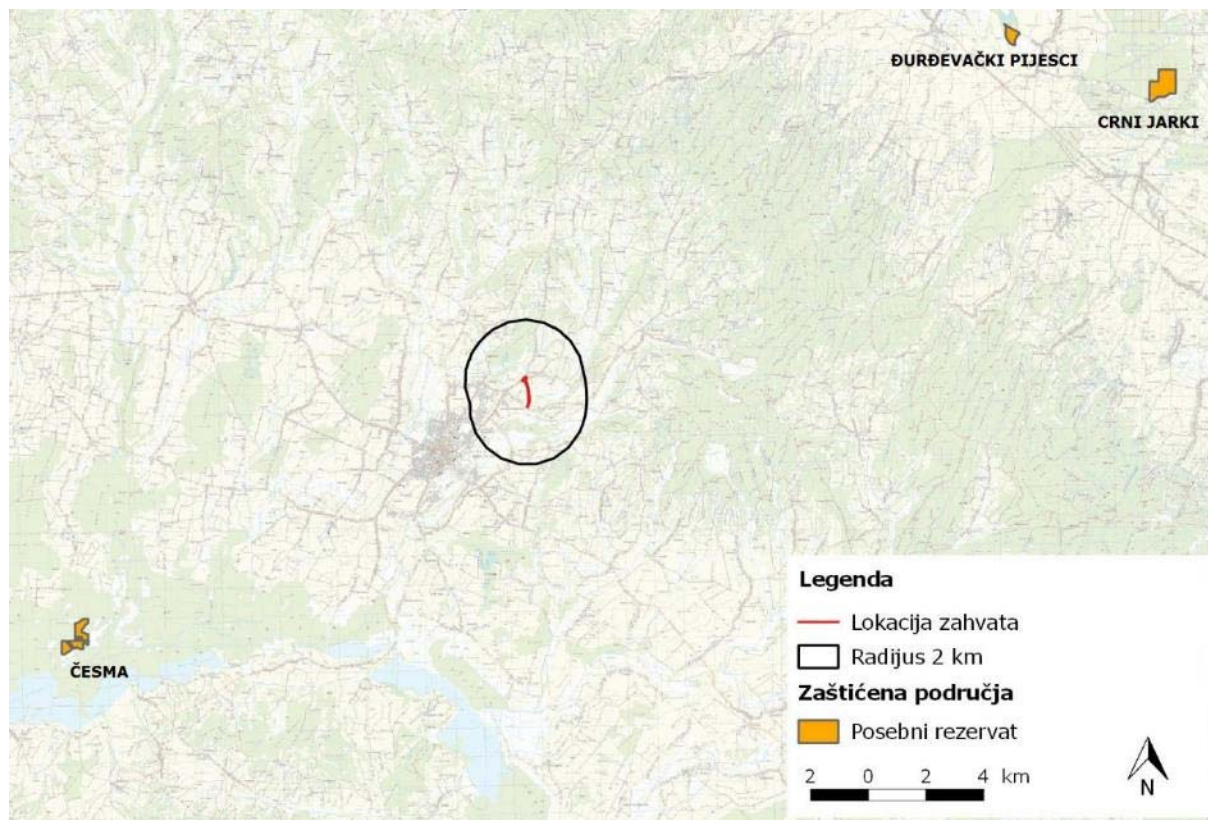 ĐURĐEVAČKI PIJESCI
CRNI JARKI
ČESMA
Legenda
Lokacija zahvata
Radijus 2 km
Zaštićena područja
Posebni rezervat
2 0 2 4 km
N